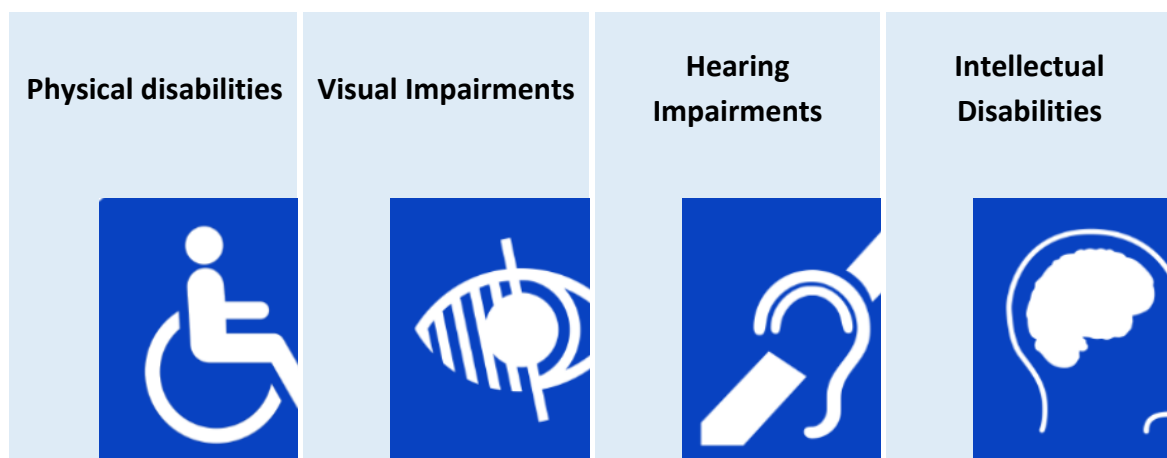 Physical disabilities
Visual Impairments
Hearing
Impairments
Intellectual
Disabilities